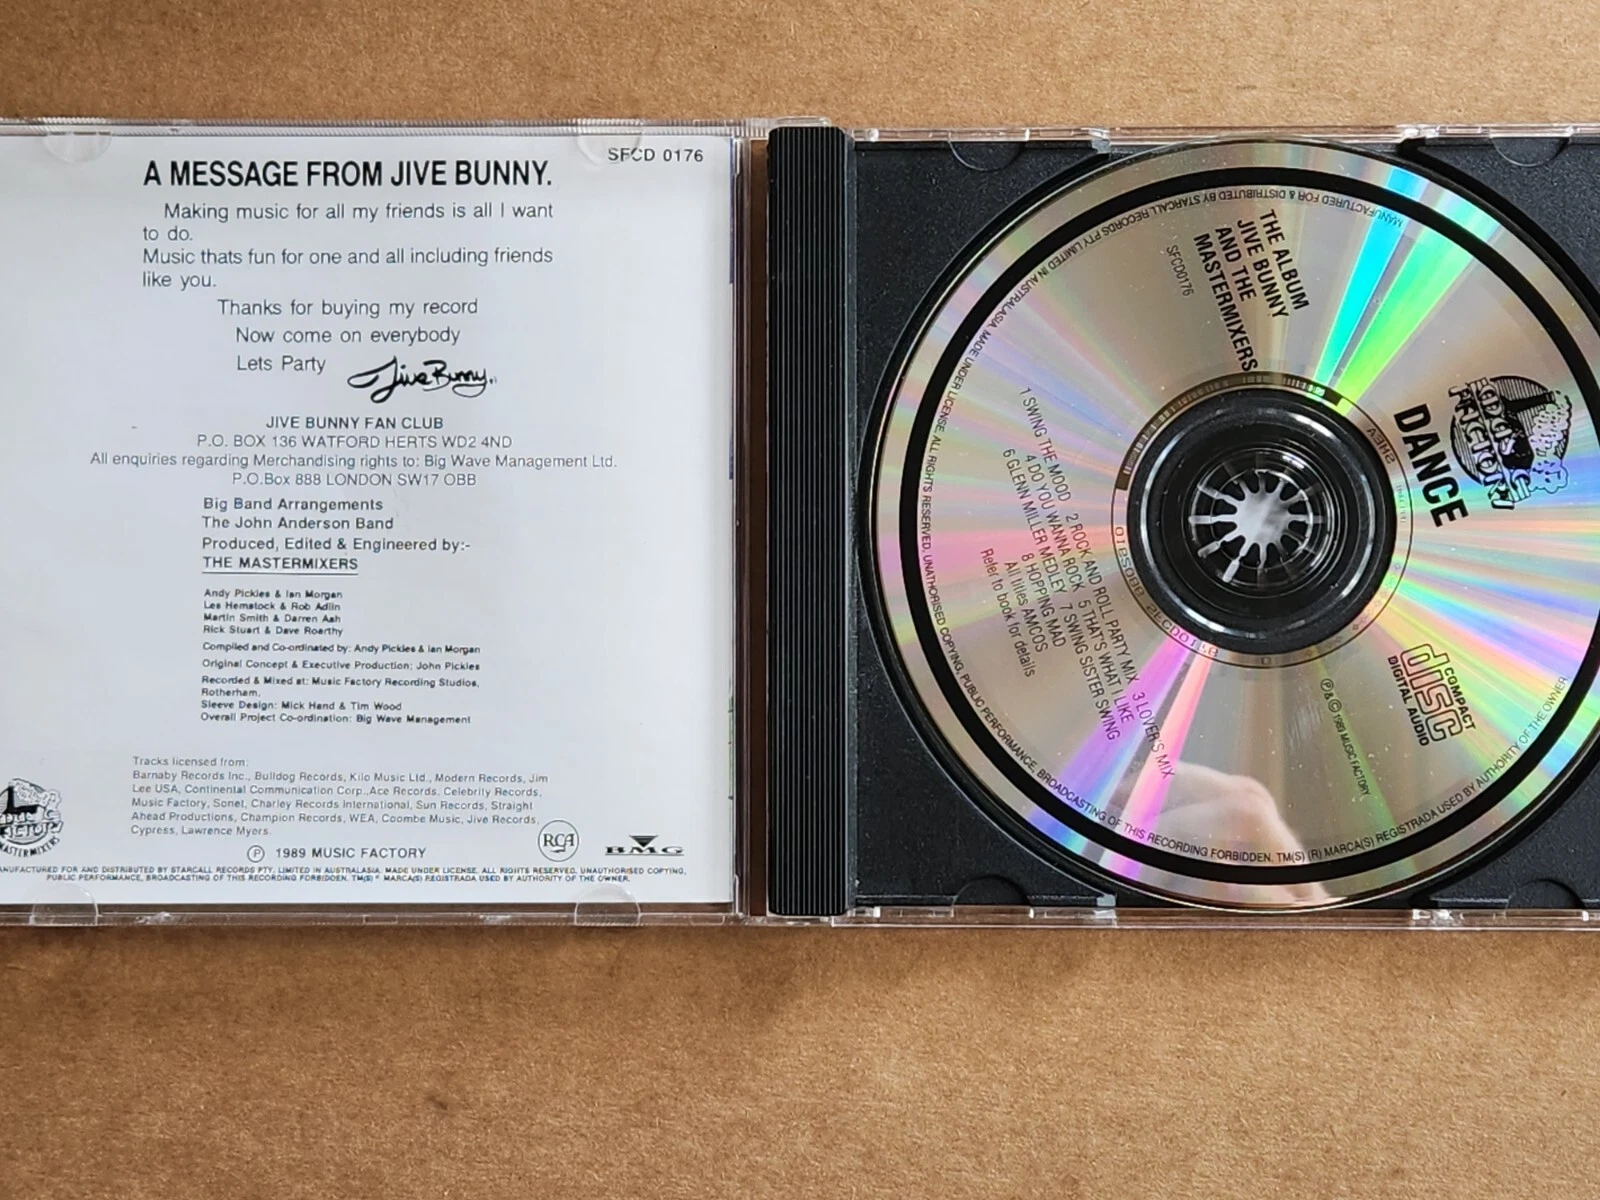 SFCD 0176
A MESSAGE FROM JIVE BUNNY.
Making music for all my friends is all I want
to do.
Music thats fun for one and all including friends
like you.
Thanks for buying my record
Now come on everybody
Lets Party
Jive Bunny
JIVE BUNNY FAN CLUB
P.O. BOX 136 WATFORD HERTS WD2 4ND
All enquiries regarding Merchandising rights to: Big Wave Management Ltd.
P.O.Box 888 LONDON SW17 OBB
Big Band Arrangements
The John Anderson Band
Produced, Edited & Engineered by:-
THE MASTERMIXERS
Andy Pickles & Ian Morgan
Les Hemstock & Rob Adlin
Martin Smith & Darren Ash
Rick Stuart & Dave Roarthy
Compiled and Co-ordinated by: Andy Pickles & Ian Morgan
Original Concept & Executive Production: John Pickles
Recorded & Mixed at: Music Factory Recording Studios,
Rotherham.
Sleeve Design: Mick Hand & Tim Wood
Overall Project Co-ordination: Big Wave Management
Tracks licensed from:
Barnaby Records Inc., Bulldog Records, Kilo Music Ltd., Modern Records, Jim
Lee USA, Continental Communication Corp.,Ace Records, Celebrity Records,
Music Factory, Sonet, Charley Records International, Sun Records, Straight
Ahead Productions, Champion Records, WEA, Coombe Music, Jive Records,
Cypress, Lawrence Myers.
℗ 1989 MUSIC FACTORY
RCA
BMG
MASTERMIXERS
MANUFACTURED FOR AND DISTRIBUTED BY STARCALL RECORDS PTY. LIMITED IN AUSTRALASIA. MADE UNDER LICENSE. ALL RIGHTS RESERVED. UNAUTHORISED COPYING,
PUBLIC PERFORMANCE, BROADCASTING OF THIS RECORDING FORBIDDEN. TM(S) ® MARCA(S) REGISTRADA USED BY AUTHORITY OF THE OWNER.
MANUFACTURED FOR & DISTRIBUTED BY STARCALL RECORDS PTY LIMITED IN AUSTRALASIA. MADE UNDER LICENSE. ALL RIGHTS RESERVED. UNATHORISED COPYING, PUBLIC PERFORMANCE, BROADCASTING OF THIS RECORDING FORBIDDEN. TM(S) (R) MARCA(S) REGISTRADA USED BY AUTHORITY OF THE OWNER
THE ALBUM
JIVE BUNNY
AND THE
MASTERMIXERS
SFCD0176
MUSIC FACTORY
DANCE
1 SWING THE MOOD 2 ROCK AND ROLL PARTY MIX 3 LOVER'S MIX
4 DO YOU WANNA ROCK 5 THAT'S WHAT I LIKE
6 GLENN MILLER MEDLEY 7 SWING SISTER SWING
8 HOPPING MAD
All titles AMCOS
Refer to book for details
COMPACT
disc
DIGITAL AUDIO
℗ & © 1989 MUSIC FACTORY